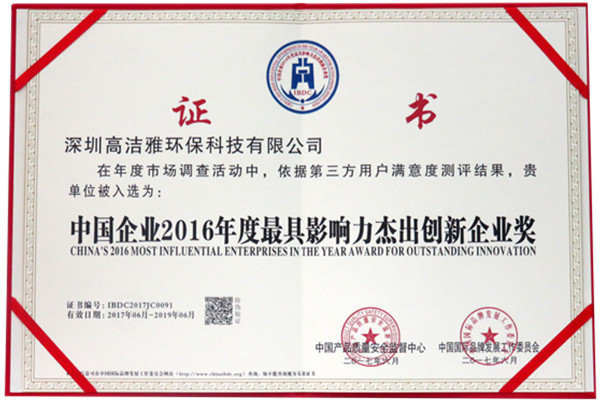 IBDC
证书
深圳高洁雅环保科技有限公司
在年度市场调查活动中，依据第三方用户满意度测评结果，贵
单位被入选为：
中国企业2016年度最具影响力杰出创新企业奖
CHINA'S 2016 MOST INFLUENTIAL ENTERPRISES IN THE YEAR AWARD FOR OUTSTANDING INNOVATION
证书编号：IBDC2017JC0091
有效日期：2017年06月-2019年06月
防伪验证
中国产品质量安全监督中心
二〇一七年六月
中国国际品牌发展工作委员会
二〇一七年六月